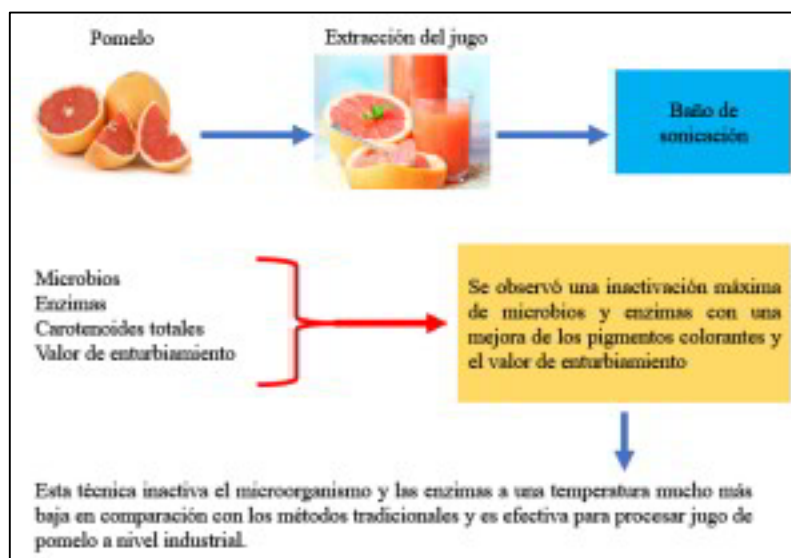 Pomelo
Extracción del jugo
Baño de
sonicación
Microbios
Enzimas
Carotenoides totales
Valor de enturbiamiento
Se observó una inactivación máxima
de microbios y enzimas con una
mejora de los pigmentos colorantes y
el valor de enturbiamiento
Esta técnica inactiva el microorganismo y las enzimas a una temperatura mucho más
baja en comparación con los métodos tradicionales y es efectiva para procesar jugo de
pomelo a nivel industrial.